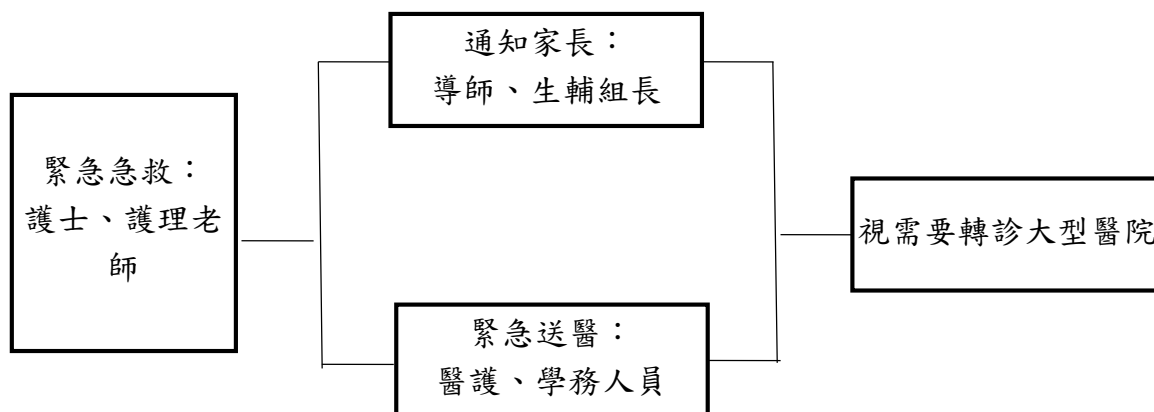 緊急急救：
護士、護理老
師
通知家長：
導師、生輔組長
緊急送醫：
醫護、學務人員
視需要轉診大型醫院